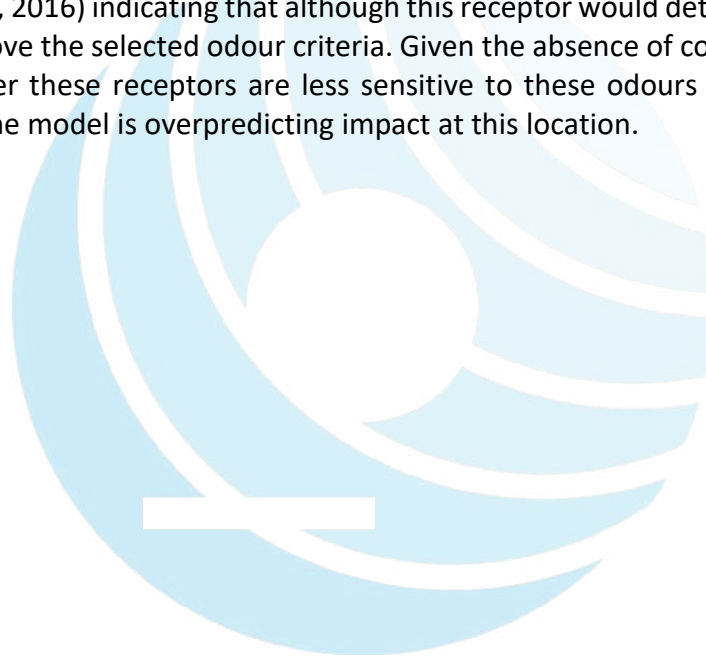 , 2016) indicating that although this receptor would det
ove the selected odour criteria. Given the absence of co
er these receptors are less sensitive to these odours
ne model is overpredicting impact at this location.